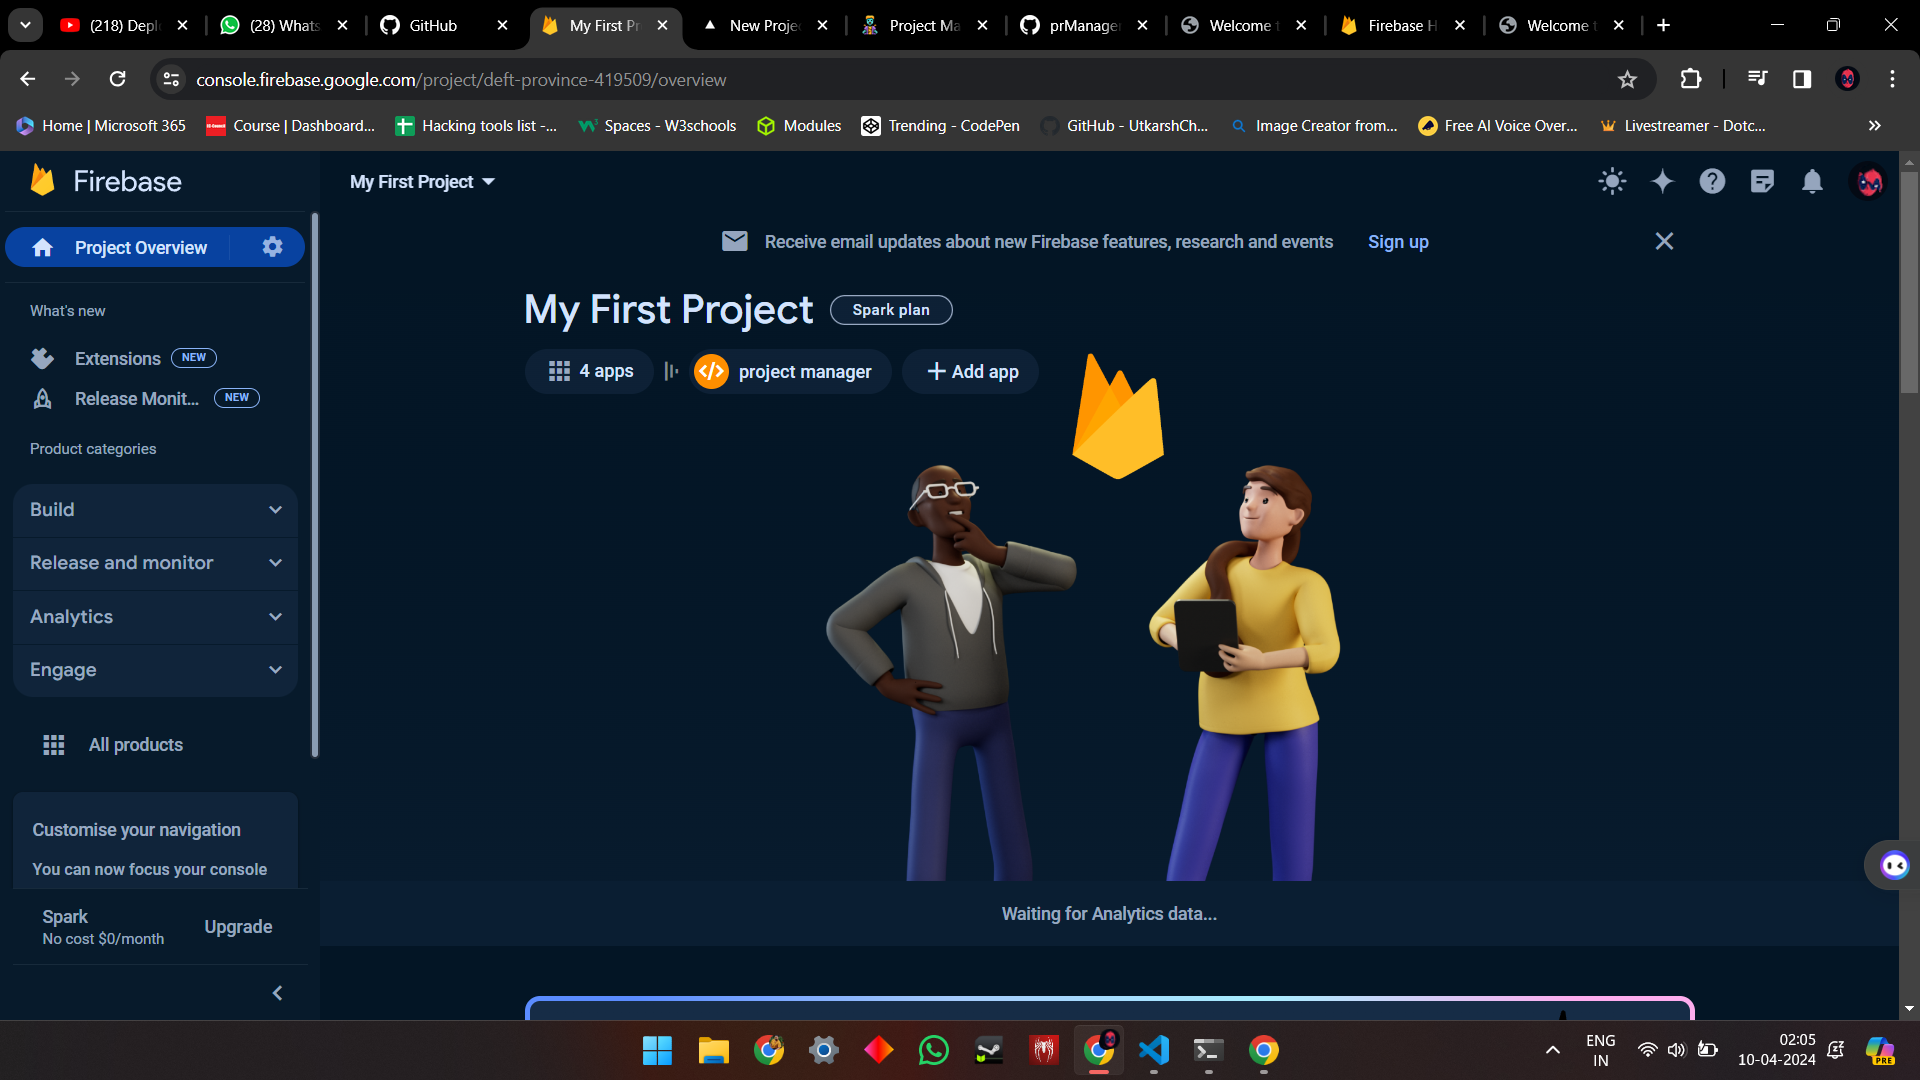 (218) Depl
(28) Whats
GitHub
My First Pr
New Projec
Project Ma
prManager
Welcome t
Firebase H
Welcome t
console.firebase.google.com/project/deft-province-419509/overview
Home | Microsoft 365
Course | Dashboard...
Hacking tools list -...
Spaces - W3schools
Modules
Trending - CodePen
GitHub - UtkarshCh...
Image Creator from...
Free AI Voice Over...
Livestreamer - Dotc...
Firebase
My First Project
Project Overview
Receive email updates about new Firebase features, research and events
Sign up
What's new
My First Project
Spark plan
Extensions
NEW
4 apps
project manager
Add app
Release Monit...
NEW
Product categories
Build
Release and monitor
Analytics
Engage
All products
Customise your navigation
You can now focus your console
Waiting for Analytics data...
Spark
No cost $0/month
Upgrade
ENG
IN
02:05
10-04-2024
PRE